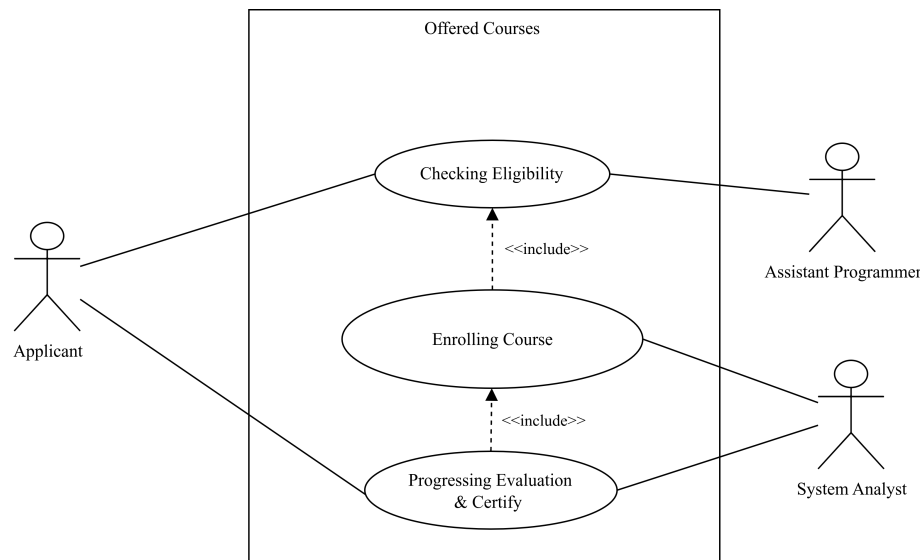 Offered Courses
Checking Eligibility
<<include>>
Assistant Programmer
Enrolling Course
Applicant
<<include>>
Progressing Evaluation
& Certify
System Analyst